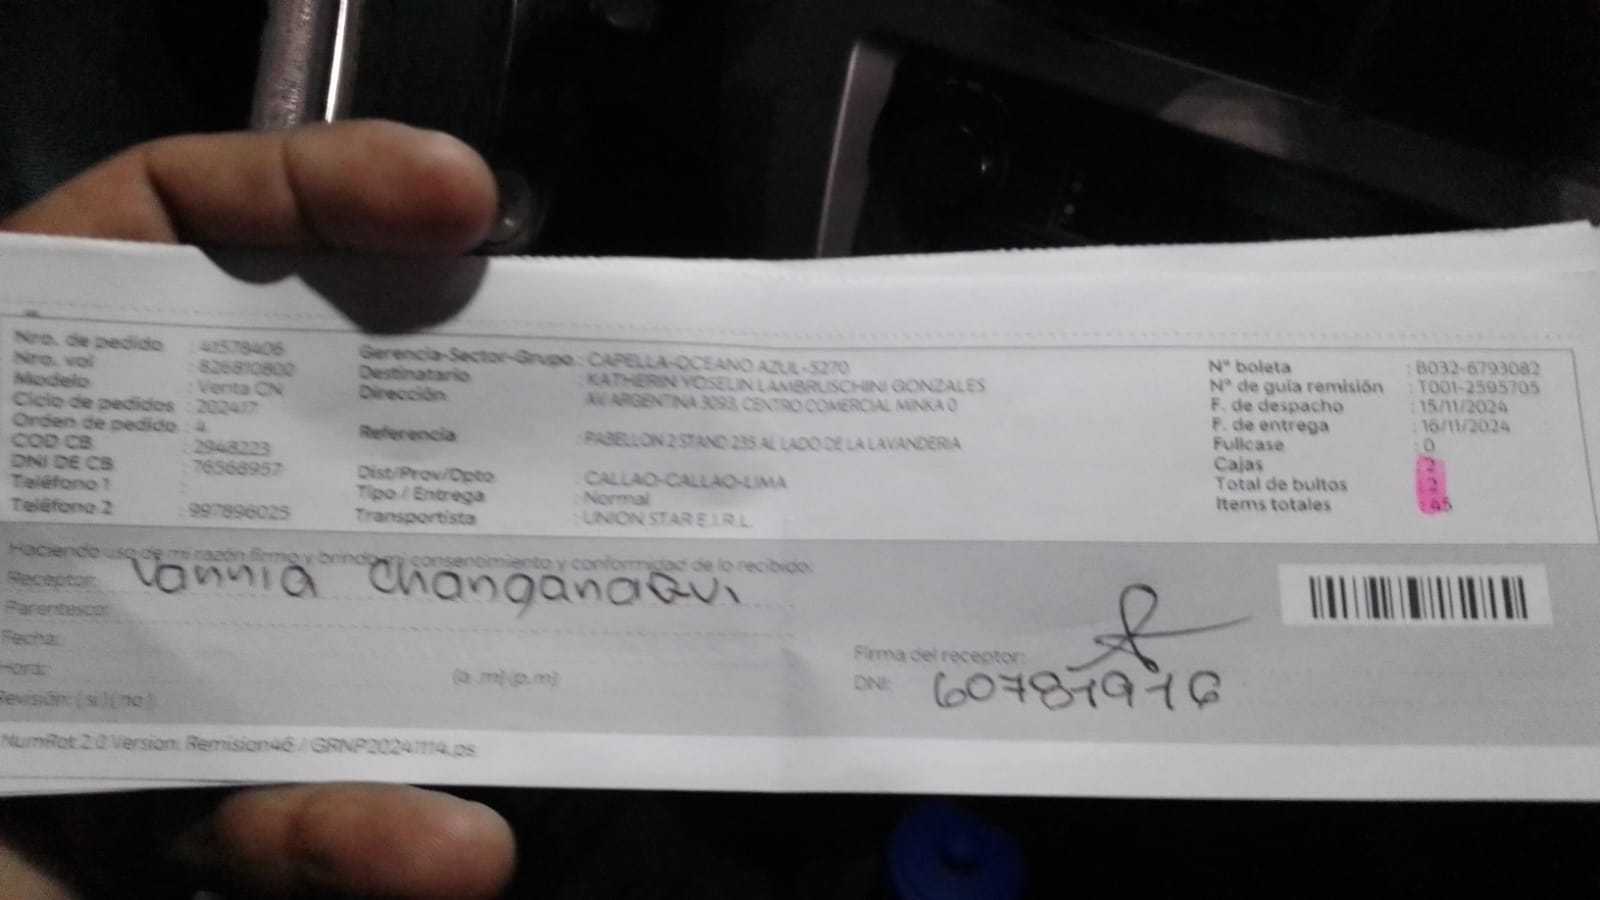 Nro. de pedido : 41578406
Nro. vol : 826810800
Modelo : Venta CN
Ciclo de pedidos : 202417
Orden de pedido : 4
COD CB : 2948223
DNI DE CB : 76568957
Teléfono 1 :
Teléfono 2 : 997896025
Gerencia-Sector-Grupo : CAPELLA-OCEANO AZUL-5270
Destinatario : KATHERIN YOSELIN LAMBRUSCHINI GONZALES
Dirección AV. ARGENTINA 3093, CENTRO COMERCIAL MINKA 0
Referencia : PABELLON 2 STAND 235 AL LADO DE LA LAVANDERIA
Dist/Prov/Dpto : CALLAO-CALLAO-LIMA
Tipo / Entrega : Normal
Transportista : UNION STAR E.I.R.L.
N° boleta : B032-6793082
N° de guía remisión : T001-2595705
F. de despacho : 15/11/2024
F. de entrega : 16/11/2024
Fullcase : 0
Cajas : 2
Total de bultos : 2
Items totales : 45
Haciendo uso de mi razón firmo y brindo mi consentimiento y conformidad de lo recibido:
Receptor: Vannia Changanaqui
Parentesco:
Fecha:
Hora: (a .m) (p.m)
Revisión: ( si ) ( no )
Firma del receptor:
DNI:
NumRot 2.0 Version: Remision46 / GRNP20241114.ps